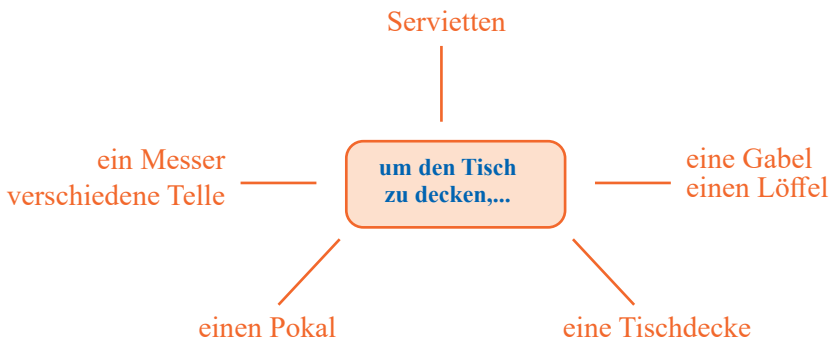 Servietten
ein Messer
verschiedene Telle
um den Tisch
zu decken,...
eine Gabel
einen Löffel
einen Pokal
eine Tischdecke